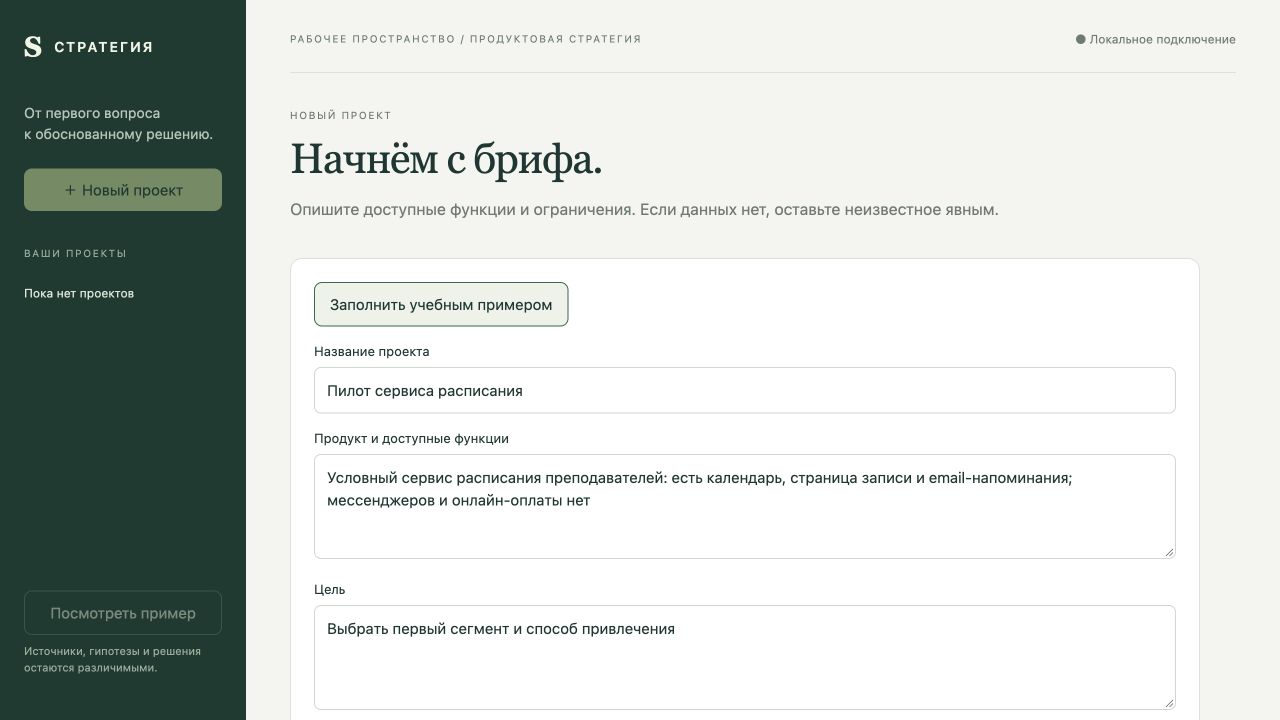 S СТРАТЕГИЯ
От первого вопроса
к обоснованному решению.
+ Новый проект
ВАШИ ПРОЕКТЫ
Пока нет проектов
Посмотреть пример
Источники, гипотезы и решения
остаются различимыми.
РАБОЧЕЕ ПРОСТРАНСТВО / ПРОДУКТОВАЯ СТРАТЕГИЯ
Локальное подключение
НОВЫЙ ПРОЕКТ
Начнём с брифа.
Опишите доступные функции и ограничения. Если данных нет, оставьте неизвестное явным.
Заполнить учебным примером
Название проекта
Пилот сервиса расписания
Продукт и доступные функции
Условный сервис расписания преподавателей: есть календарь, страница записи и email-напоминания;
мессенджеров и онлайн-оплаты нет
Цель
Выбрать первый сегмент и способ привлечения